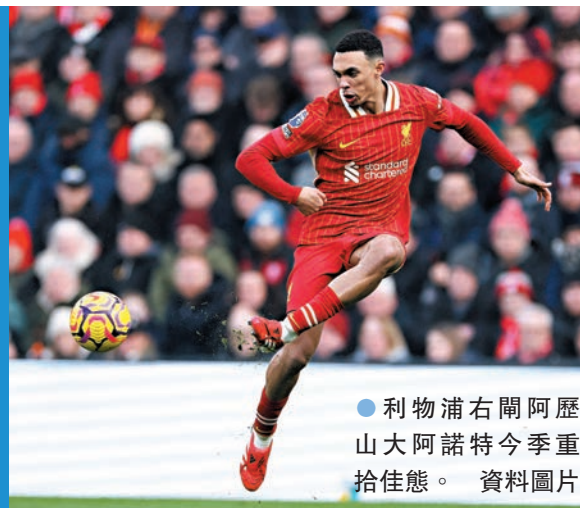 standard
chartered
●利物浦右閘阿歷
山大阿諾特今季重
拾佳態。 資料圖片